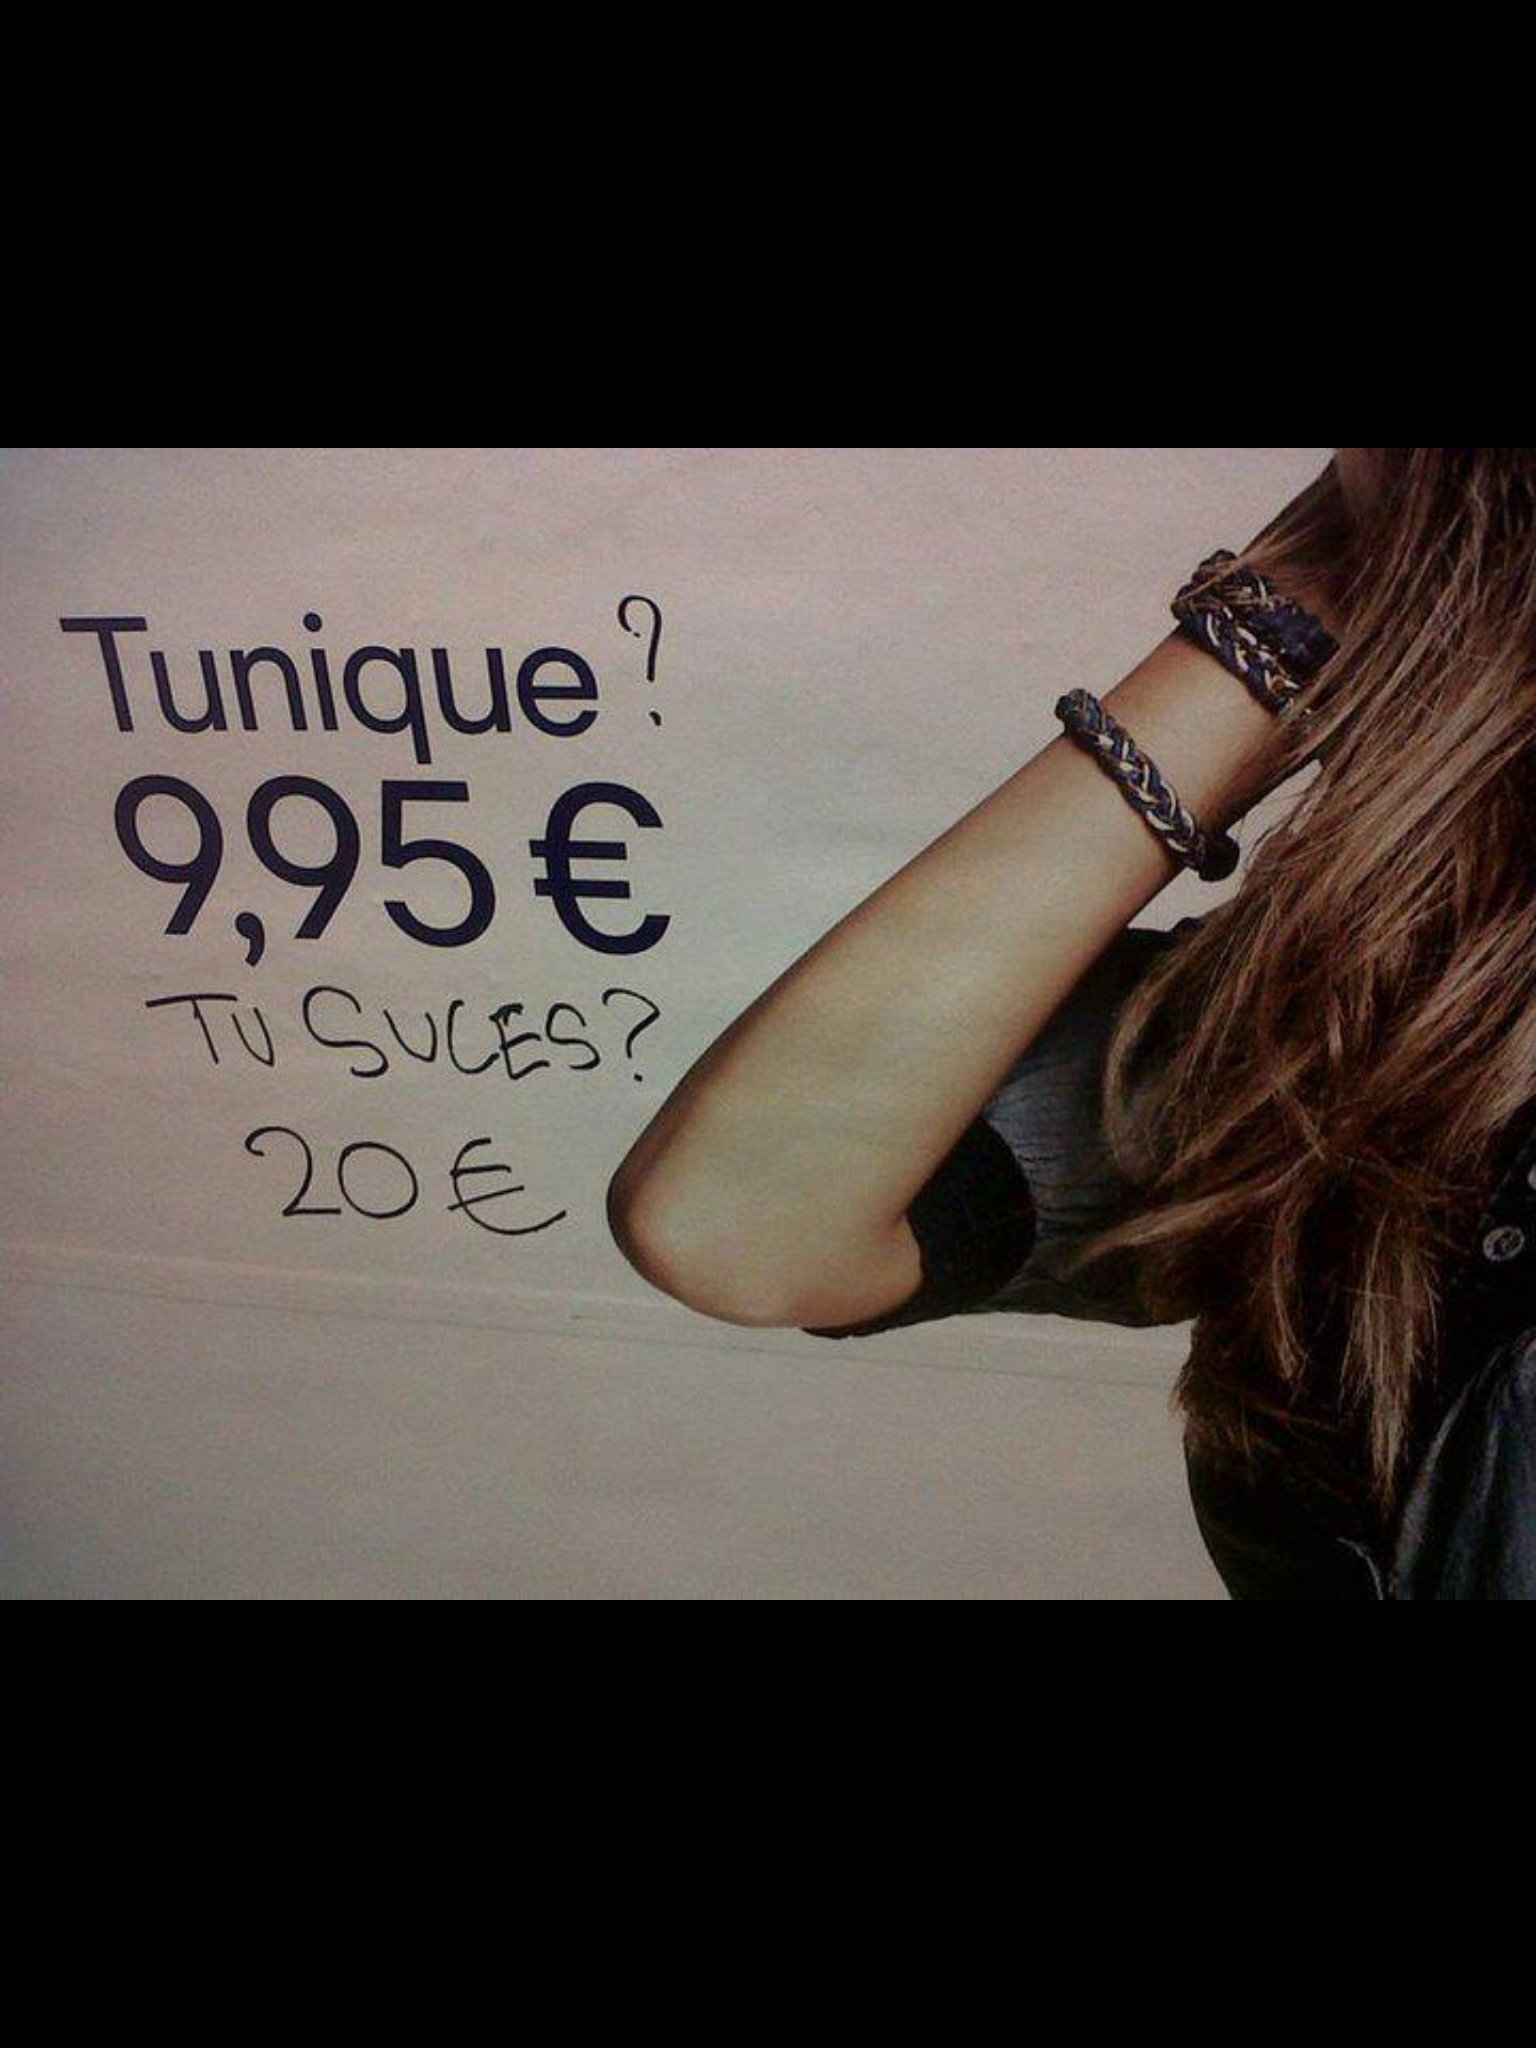 Tunique?
9,95 €
TU SUCES?
20 €